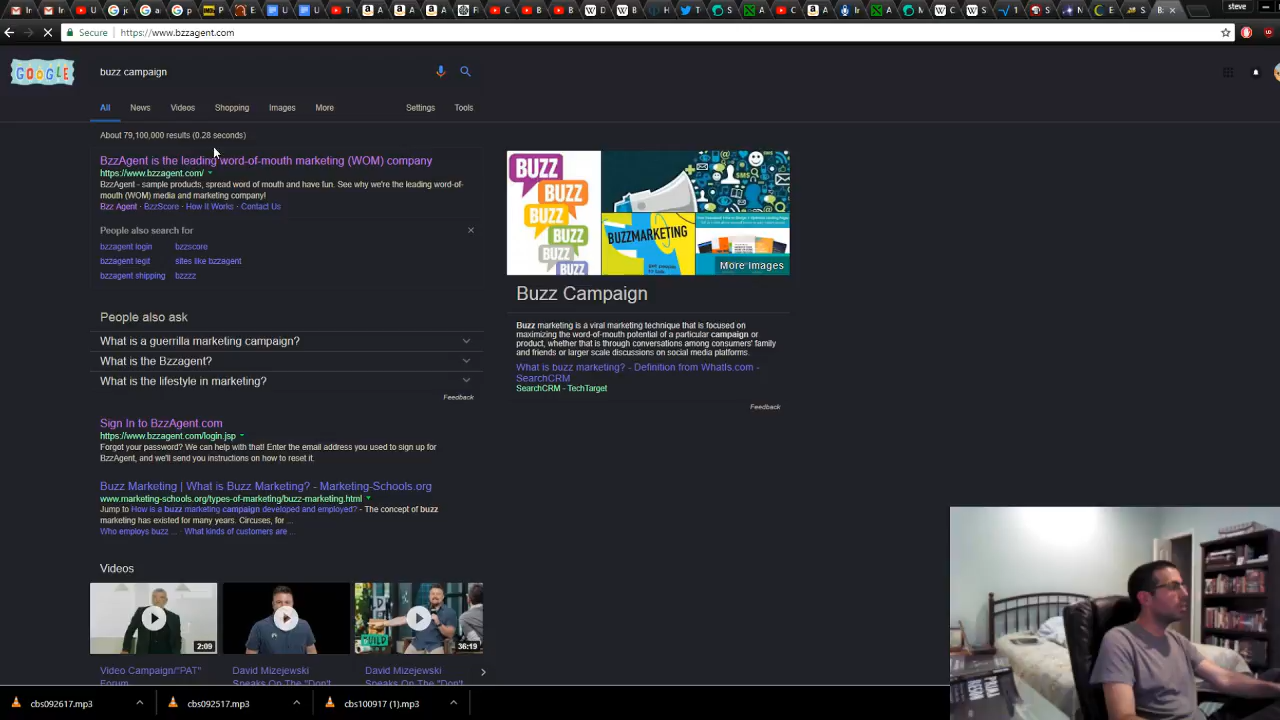 steve
Secure
https://www.bzzagent.com
GOOGLE
buzz campaign
All
News
Videos
Shopping
Images
More
Settings
Tools
About 79,100,000 results (0.28 seconds)
BzzAgent is the leading word-of-mouth marketing (WOM) company
https://www.bzzagent.com/
BzzAgent - sample products, spread word of mouth and have fun. See why we're the leading word-of-
mouth (WOM) media and marketing company!
Bzz Agent · BzzScore · How It Works · Contact Us
People also search for
bzzagent login
bzzscore
bzzagent legit
sites like bzzagent
bzzagent shipping
bzzzz
People also ask
What is a guerrilla marketing campaign?
What is the Bzzagent?
What is the lifestyle in marketing?
Feedback
Sign In to BzzAgent.com
https://www.bzzagent.com/login.jsp
Forgot your password? We can help with that! Enter the email address you used to sign up for
BzzAgent, and we'll send you instructions on how to reset it.
Buzz Marketing | What is Buzz Marketing? - Marketing-Schools.org
www.marketing-schools.org/types-of-marketing/buzz-marketing.html
Jump to How is a buzz marketing campaign developed and employed? - The concept of buzz
marketing has existed for many years. Circuses, for ...
Who employs buzz ... · What kinds of customers are ...
Videos
2:09
36:19
Video Campaign/"PAT"
Forum
David Mizejewski
Speaks On The "Don't
David Mizejewski
Speaks On The "Don't
BUZZ
BUZZ
BUZZ
BUZZ
BUZZ
BUZZ
SMS
BUZZMARKETING
More images
Buzz Campaign
Buzz marketing is a viral marketing technique that is focused on
maximizing the word-of-mouth potential of a particular campaign or
product, whether that is through conversations among consumers' family
and friends or larger scale discussions on social media platforms.
What is buzz marketing? - Definition from WhatIs.com -
SearchCRM
SearchCRM - TechTarget
Feedback
cbs092617.mp3
cbs092517.mp3
cbs100917 (1).mp3